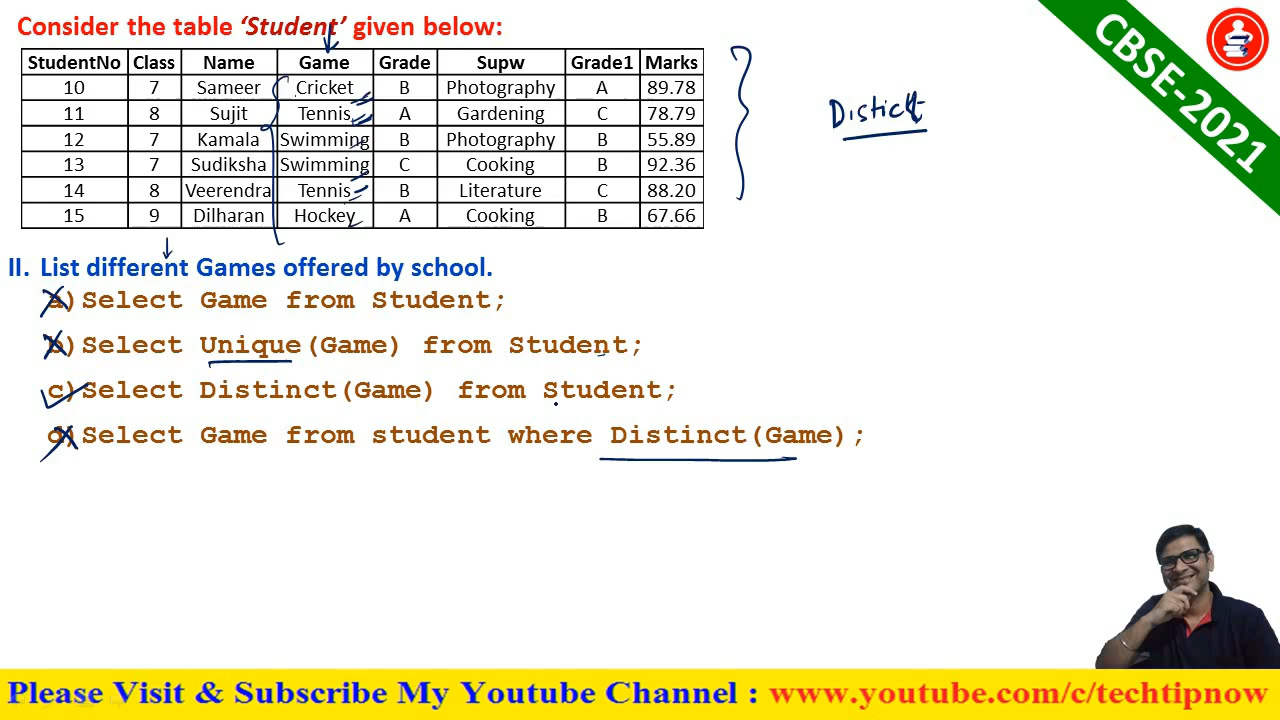 Consider the table ‘Student’ given below:
CBSE-2021
StudentNo Class Name Game Grade Supw Grade1 Marks
10 7 Sameer Cricket B Photography A 89.78
11 8 Sujit Tennis A Gardening C 78.79
12 7 Kamala Swimming B Photography B 55.89
13 7 Sudiksha Swimming C Cooking B 92.36
14 8 Veerendra Tennis B Literature C 88.20
15 9 Dilharan Hockey A Cooking B 67.66
Distict
II. List different Games offered by school.
a) Select Game from Student;
b) Select Unique(Game) from Student;
c) Select Distinct(Game) from Student;
d) Select Game from student where Distinct(Game);
Please Visit & Subscribe My Youtube Channel : www.youtube.com/c/techtipnow